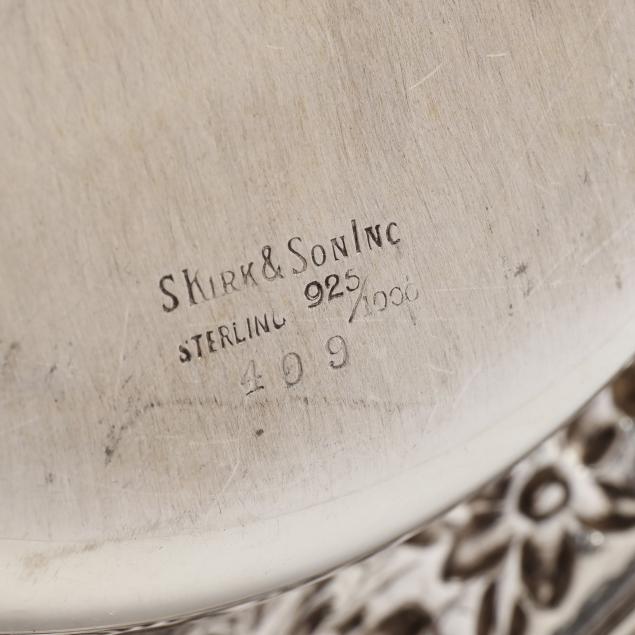 S KIRK & SON INC
STERLING 925/1000
409